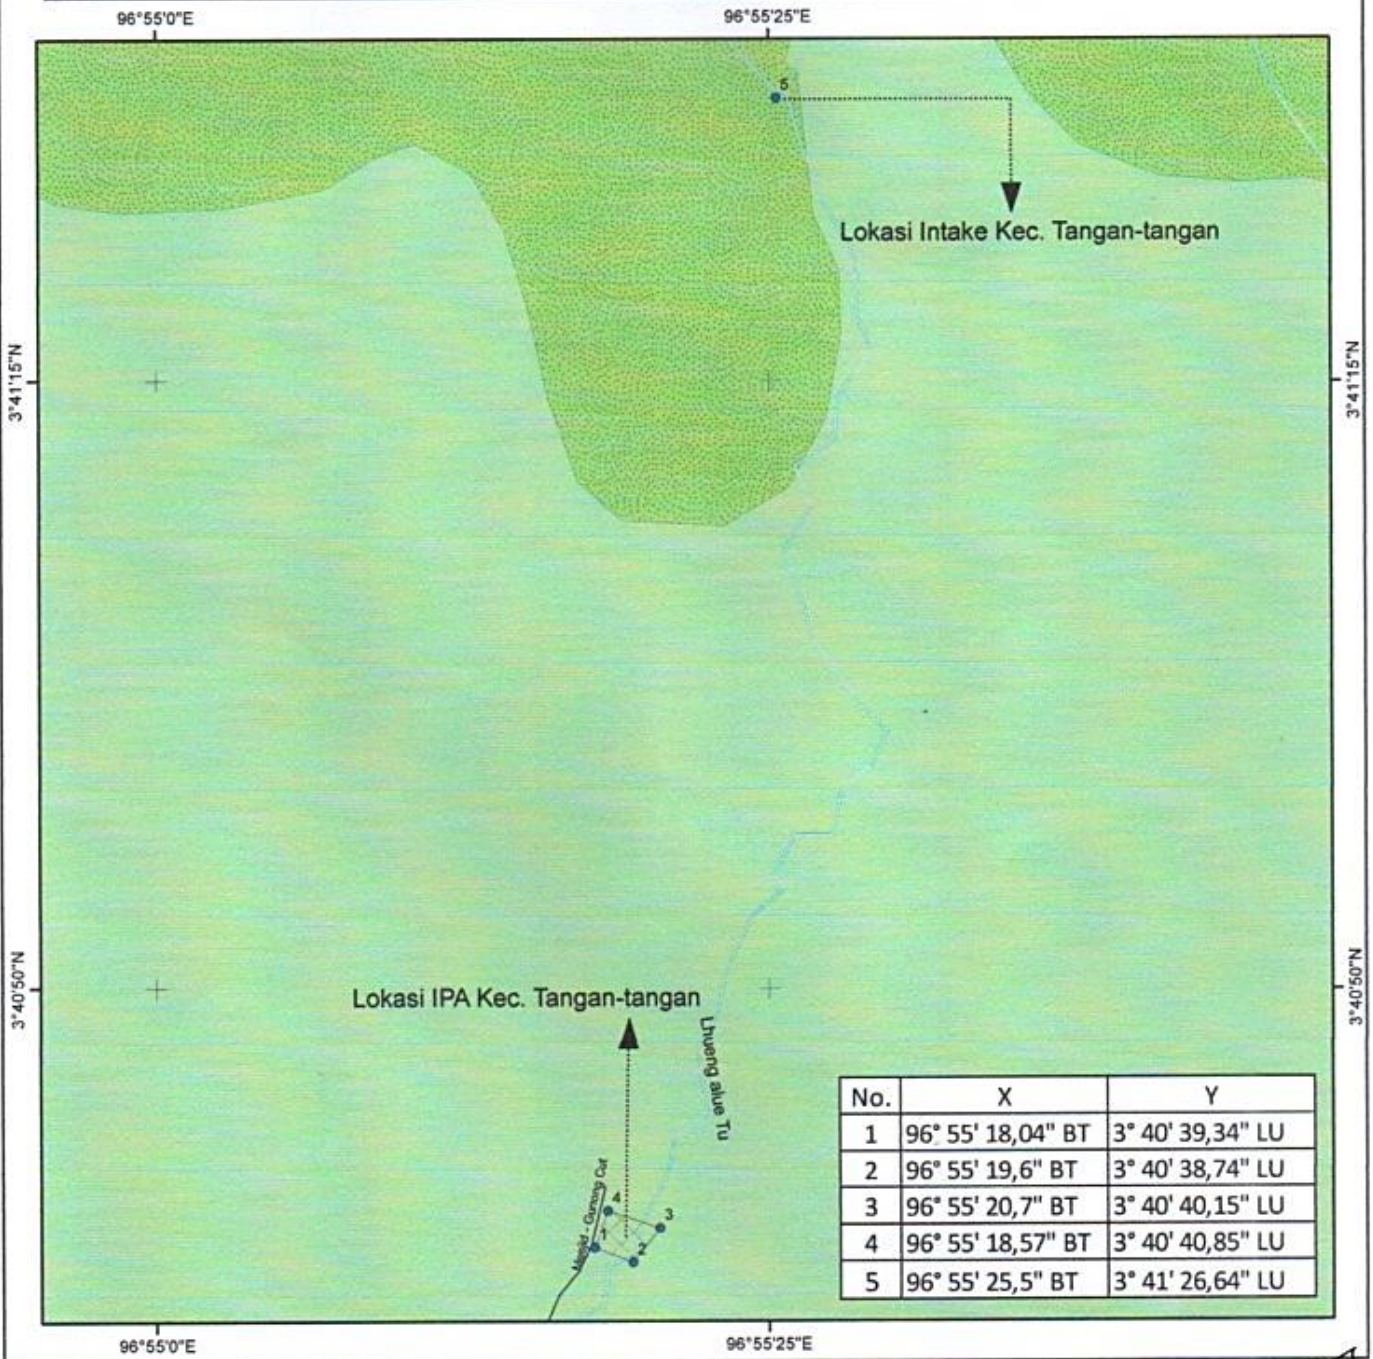 96°55'0"E 96°55'25"E
5
Lokasi Intake Kec. Tangan-tangan
3°41'15"N 3°41'15"N
3°40'50"N 3°40'50"N
Lokasi IPA Kec. Tangan-tangan
Lhueng alue Tu
Mesjid - Gunong Cut
4
3
1
2
No. X Y
1 96° 55' 18,04" BT 3° 40' 39,34" LU
2 96° 55' 19,6" BT 3° 40' 38,74" LU
3 96° 55' 20,7" BT 3° 40' 40,15" LU
4 96° 55' 18,57" BT 3° 40' 40,85" LU
5 96° 55' 25,5" BT 3° 41' 26,64" LU
96°55'0"E 96°55'25"E